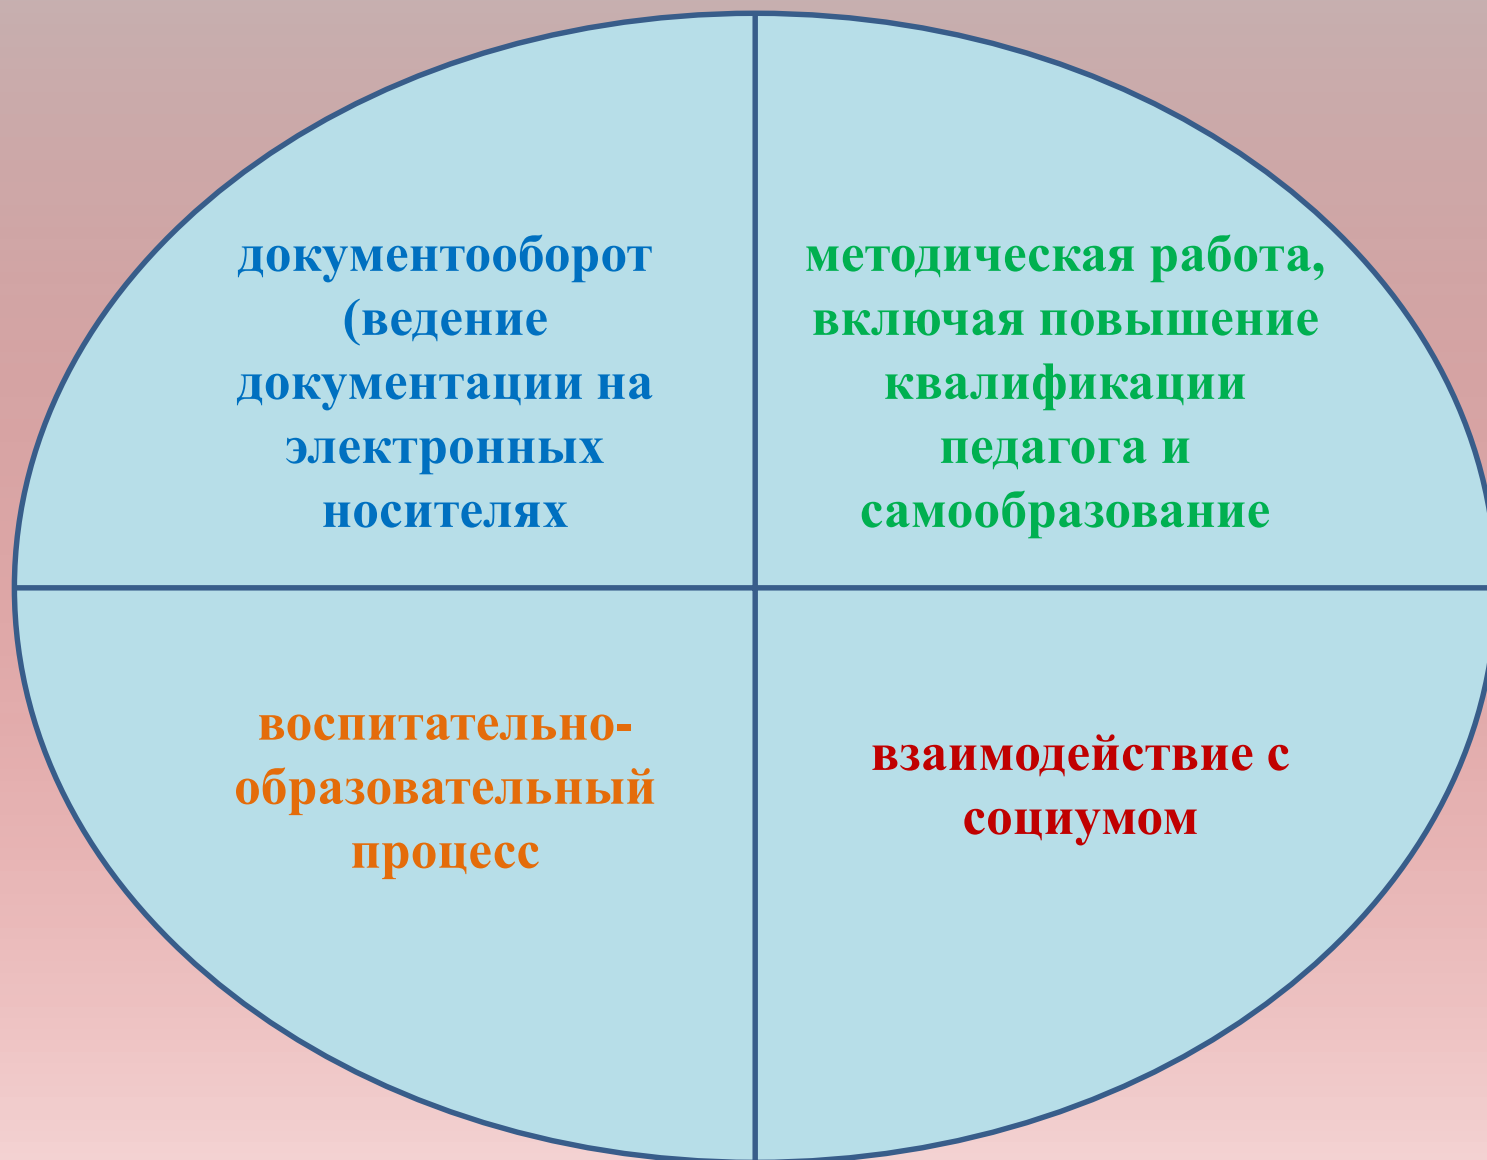 документооборот
(ведение
документации на
электронных
носителях
методическая работа,
включая повышение
квалификации
педагога и
самообразование
воспитательно-
образовательный
процесс
взаимодействие с
социумом